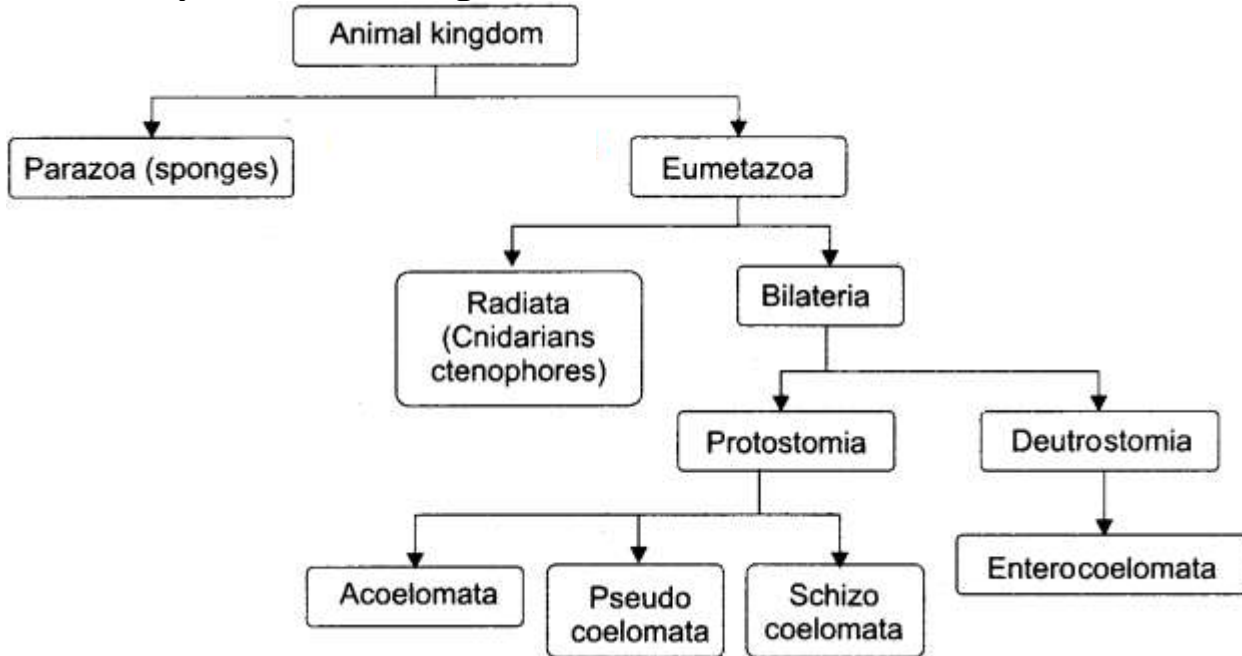 Animal kingdom
Parazoa (sponges)
Eumetazoa
Radiata
(Cnidarians
ctenophores)
Bilateria
Protostomia
Deutrostomia
Acoelomata
Pseudo
coelomata
Schizo
coelomata
Enterocoelomata